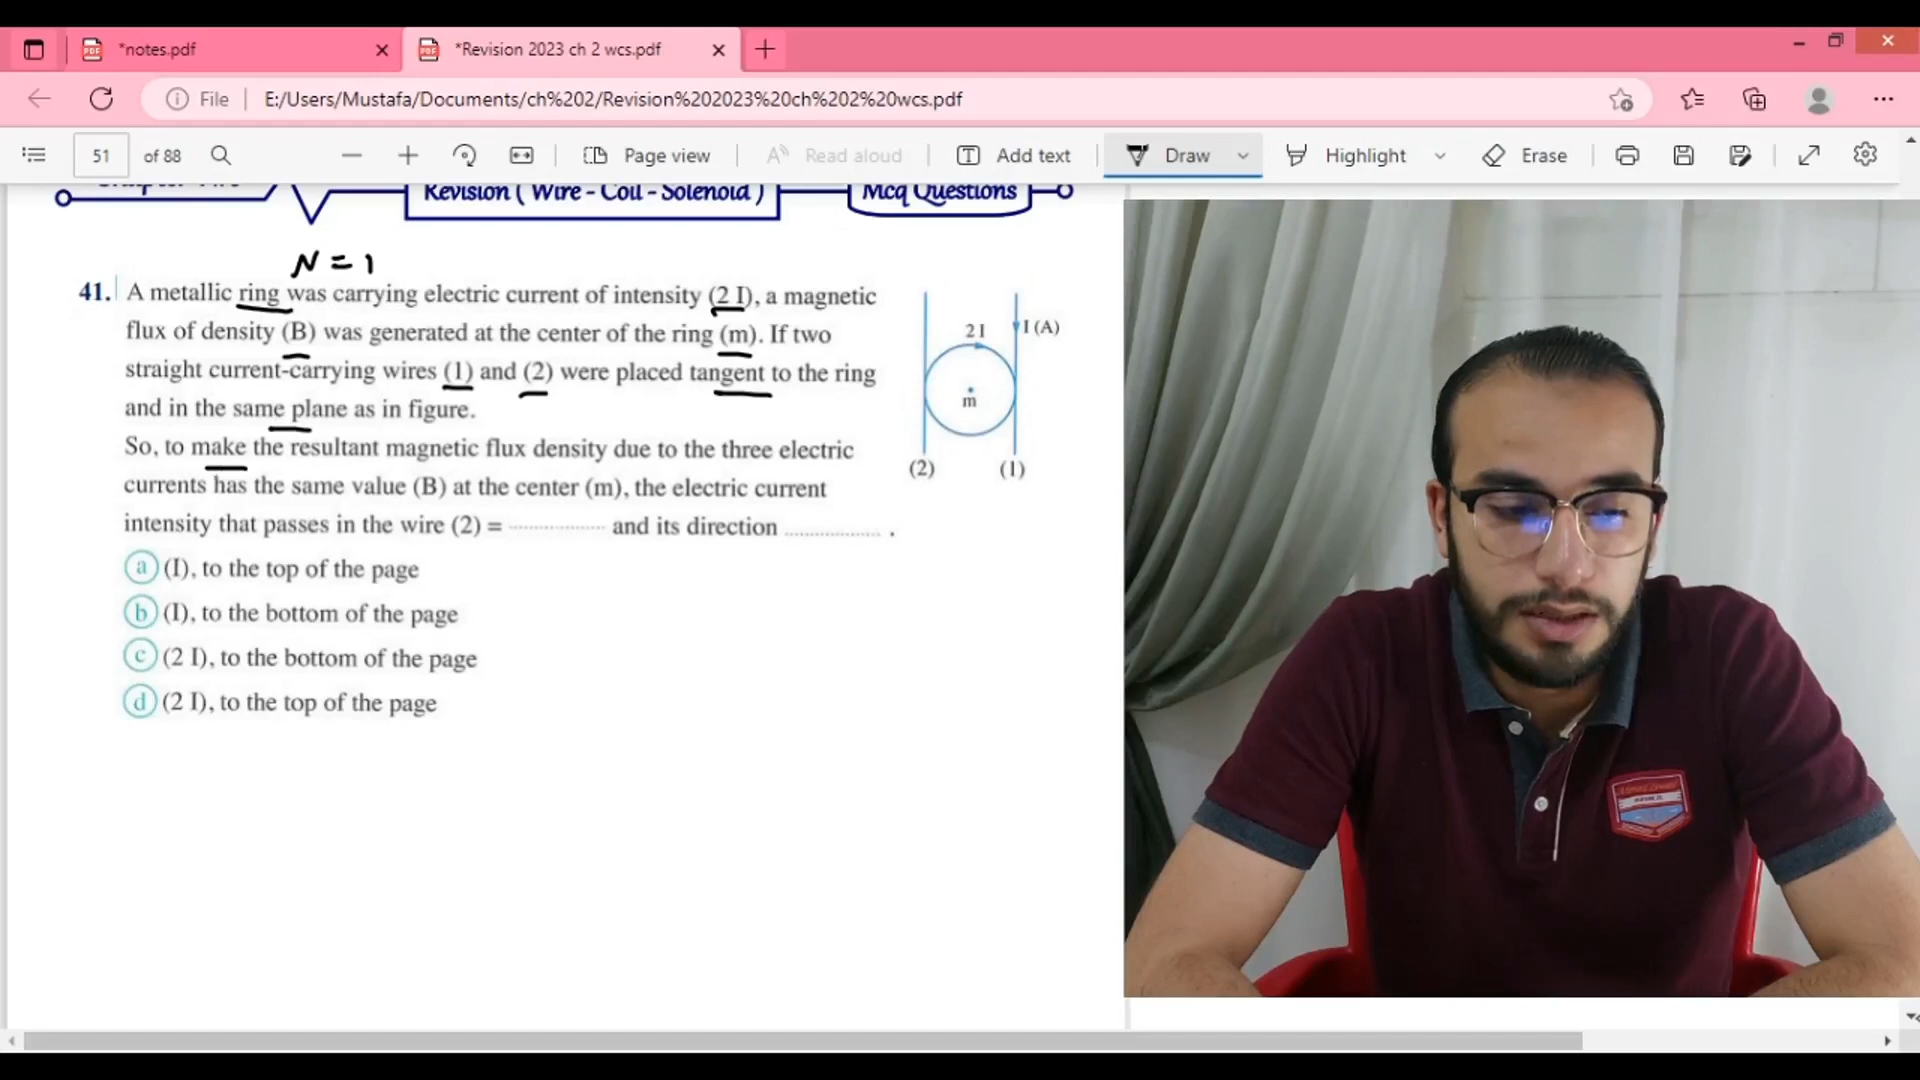 *notes.pdf
*Revision 2023 ch 2 wcs.pdf
File
E:/Users/Mustafa/Documents/ch%202/Revision%202023%20ch%202%20wcs.pdf
51 of 88
Page view
Read aloud
Add text
Draw
Highlight
Erase
Revision ( Wire - Coil - Solenoid )
Mcq Questions
N = 1
41. A metallic ring was carrying electric current of intensity (2 I), a magnetic
flux of density (B) was generated at the center of the ring (m). If two
straight current-carrying wires (1) and (2) were placed tangent to the ring
and in the same plane as in figure.
So, to make the resultant magnetic flux density due to the three electric
currents has the same value (B) at the center (m), the electric current
intensity that passes in the wire (2) = .................. and its direction .................. .
a (I), to the top of the page
b (I), to the bottom of the page
c (2 I), to the bottom of the page
d (2 I), to the top of the page
2 I
I (A)
m
(2)
(1)